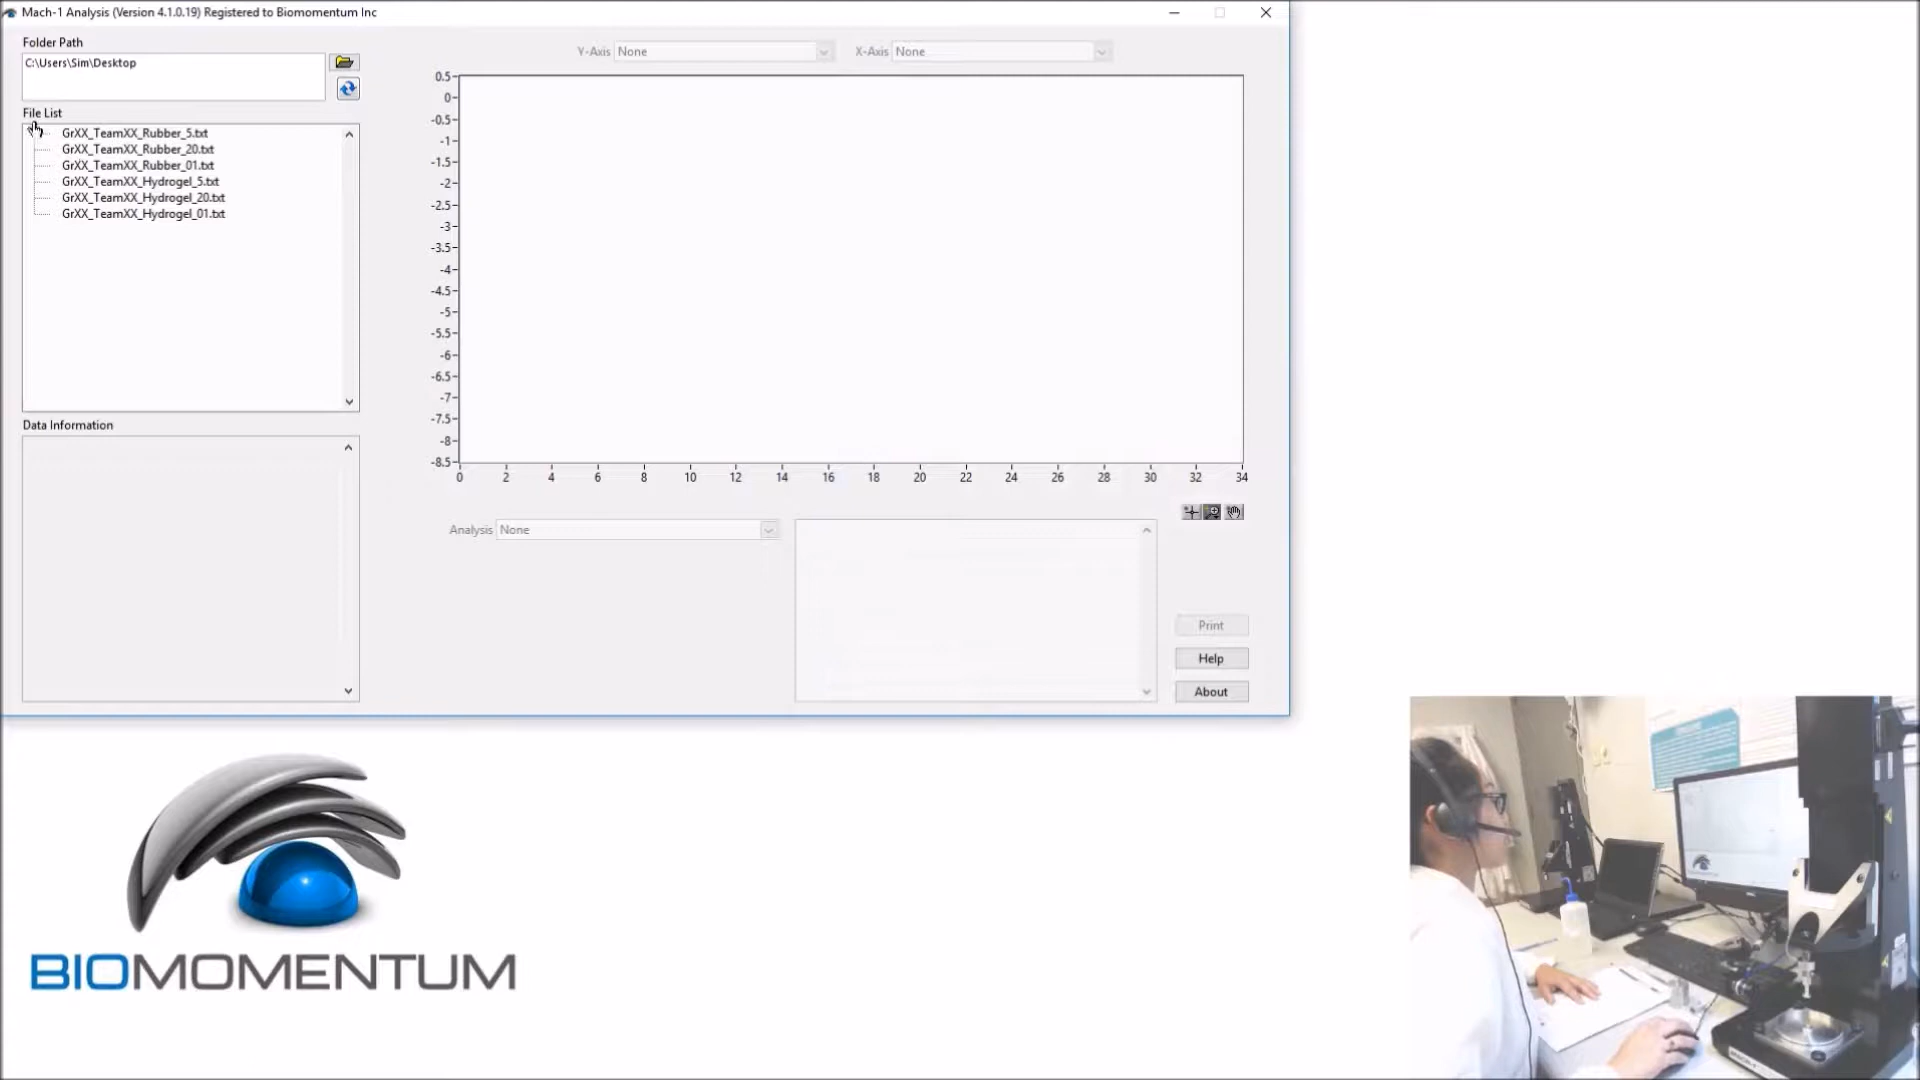 Mach-1 Analysis (Version 4.1.0.19) Registered to Biomomentum Inc
Folder Path
C:\Users\Sim\Desktop
File List
GrXX_TeamXX_Rubber_5.txt
GrXX_TeamXX_Rubber_20.txt
GrXX_TeamXX_Rubber_01.txt
GrXX_TeamXX_Hydrogel_5.txt
GrXX_TeamXX_Hydrogel_20.txt
GrXX_TeamXX_Hydrogel_01.txt
Data Information
Y-Axis None X-Axis None
0.5
0
-0.5
-1
-1.5
-2
-2.5
-3
-3.5
-4
-4.5
-5
-5.5
-6
-6.5
-7
-7.5
-8
-8.5
0 2 4 6 8 10 12 14 16 18 20 22 24 26 28 30 32 34
Analysis None
Print
Help
About
BIOMOMENTUM